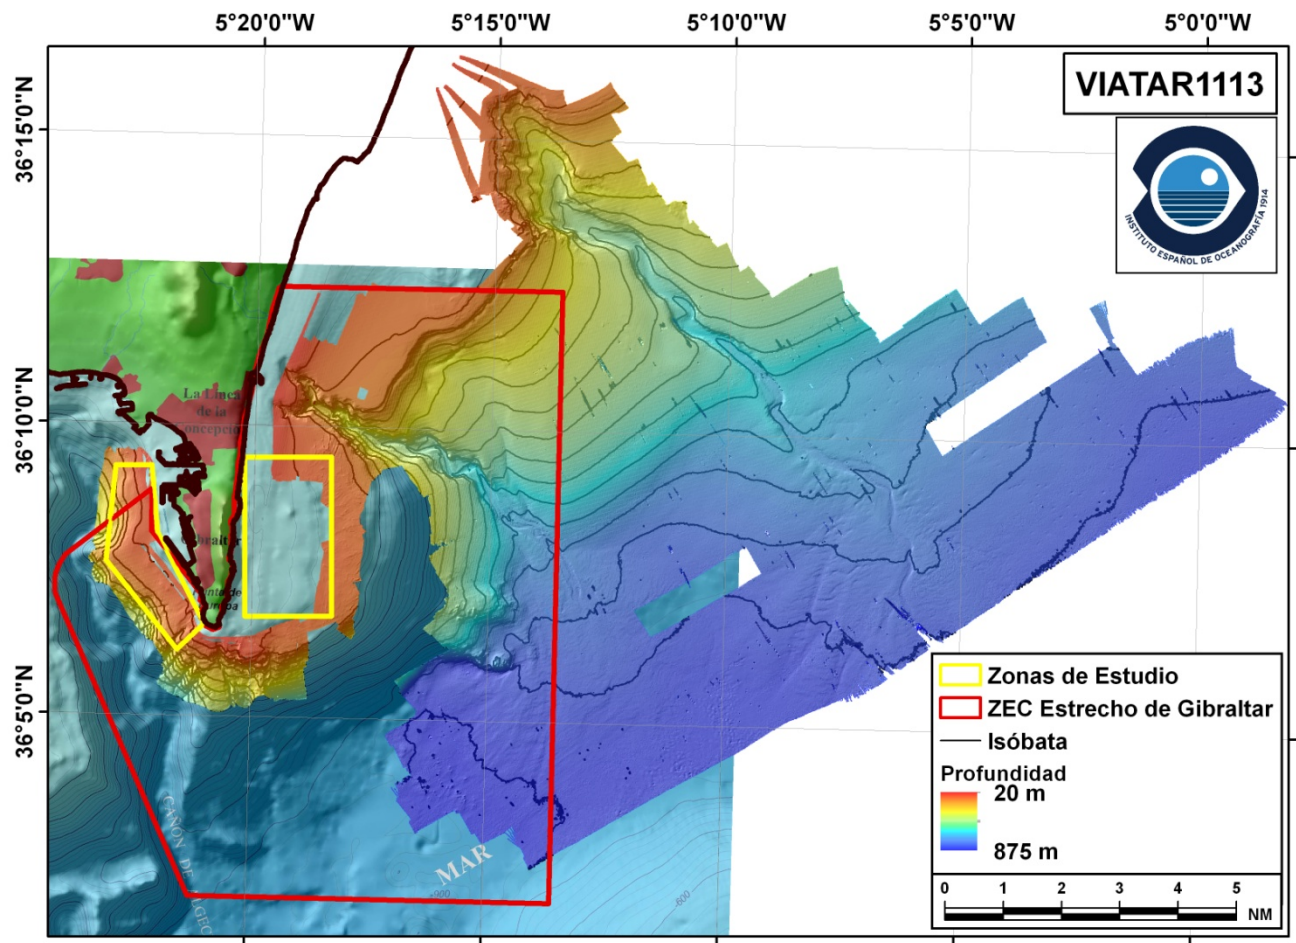 5°20'0"W 5°15'0"W 5°10'0"W 5°5'0"W 5°0'0"W
36°15'0"N
36°10'0"N
36°5'0"N
VIATAR1113
INSTITUTO ESPAÑOL DE OCEANOGRAFÍA 1914
La Línea
de la
Concepción
MAR
Zonas de Estudio
ZEC Estrecho de Gibraltar
Isóbata
Profundidad
20 m
875 m
0 1 2 3 4 5
NM
-600